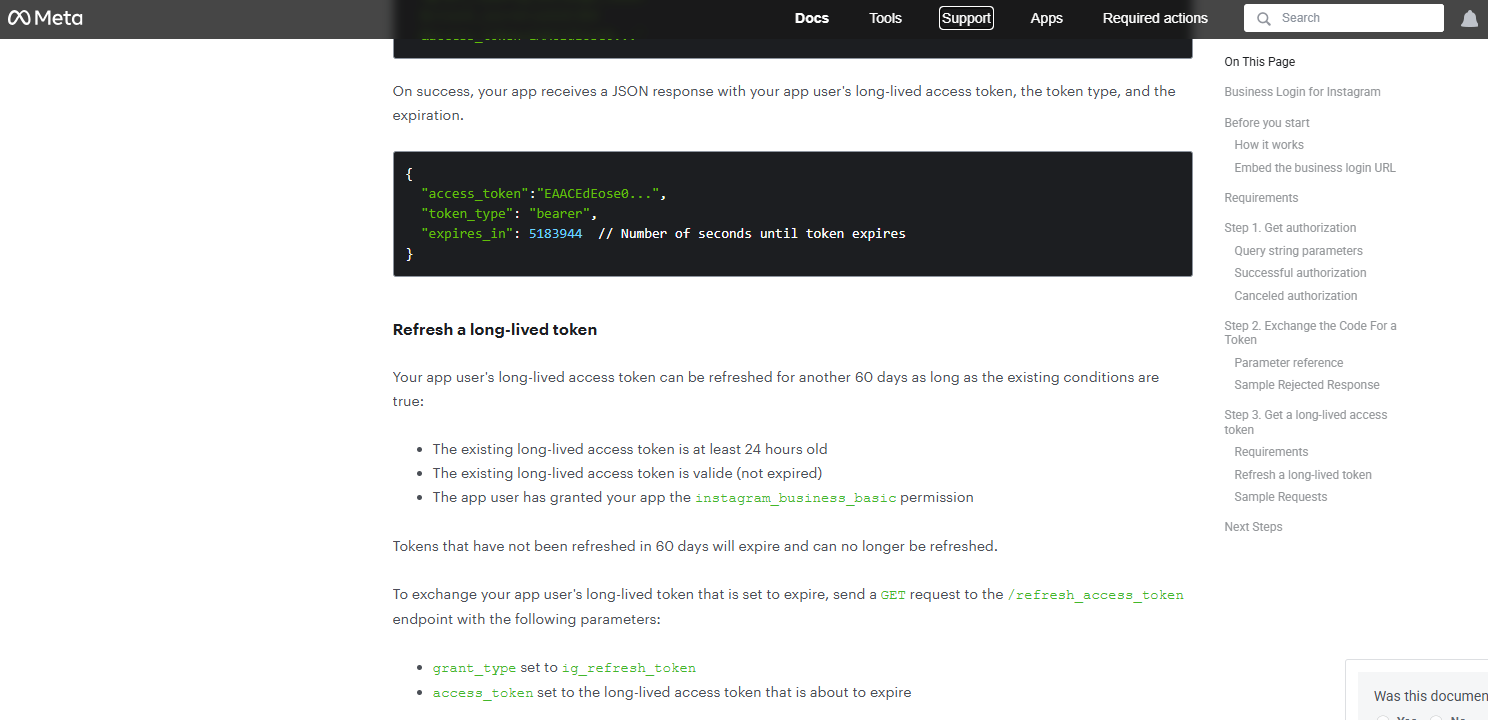 Meta
Docs
Tools
Support
Apps
Required actions
Search
On success, your app receives a JSON response with your app user's long-lived access token, the token type, and the
expiration.
{
"access_token":"EAACEdEose0...",
"token_type": "bearer",
"expires_in": 5183944 // Number of seconds until token expires
}
Refresh a long-lived token
Your app user's long-lived access token can be refreshed for another 60 days as long as the existing conditions are
true:
The existing long-lived access token is at least 24 hours old
The existing long-lived access token is valide (not expired)
The app user has granted your app the instagram_business_basic permission
Tokens that have not been refreshed in 60 days will expire and can no longer be refreshed.
To exchange your app user's long-lived token that is set to expire, send a GET request to the /refresh_access_token
endpoint with the following parameters:
grant_type set to ig_refresh_token
access_token set to the long-lived access token that is about to expire
On This Page
Business Login for Instagram
Before you start
How it works
Embed the business login URL
Requirements
Step 1. Get authorization
Query string parameters
Successful authorization
Canceled authorization
Step 2. Exchange the Code For a
Token
Parameter reference
Sample Rejected Response
Step 3. Get a long-lived access
token
Requirements
Refresh a long-lived token
Sample Requests
Next Steps
Was this documen